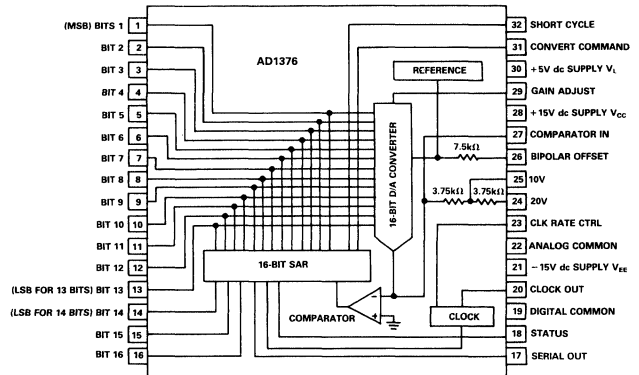 (MSB) BITS 1 1
BIT 2 2
BIT 3 3
BIT 4 4
BIT 5 5
BIT 6 6
BIT 7 7
BIT 8 8
BIT 9 9
BIT 10 10
BIT 11 11
BIT 12 12
(LSB FOR 13 BITS) BIT 13 13
(LSB FOR 14 BITS) BIT 14 14
BIT 15 15
BIT 16 16
AD1376
REFERENCE
16-BIT D/A CONVERTER
7.5kΩ
3.75kΩ 3.75kΩ
16-BIT SAR
COMPARATOR
−
+
CLOCK
32 SHORT CYCLE
31 CONVERT COMMAND
30 +5V dc SUPPLY VL
29 GAIN ADJUST
28 +15V dc SUPPLY VCC
27 COMPARATOR IN
26 BIPOLAR OFFSET
25 10V
24 20V
23 CLK RATE CTRL
22 ANALOG COMMON
21 −15V dc SUPPLY VEE
20 CLOCK OUT
19 DIGITAL COMMON
18 STATUS
17 SERIAL OUT